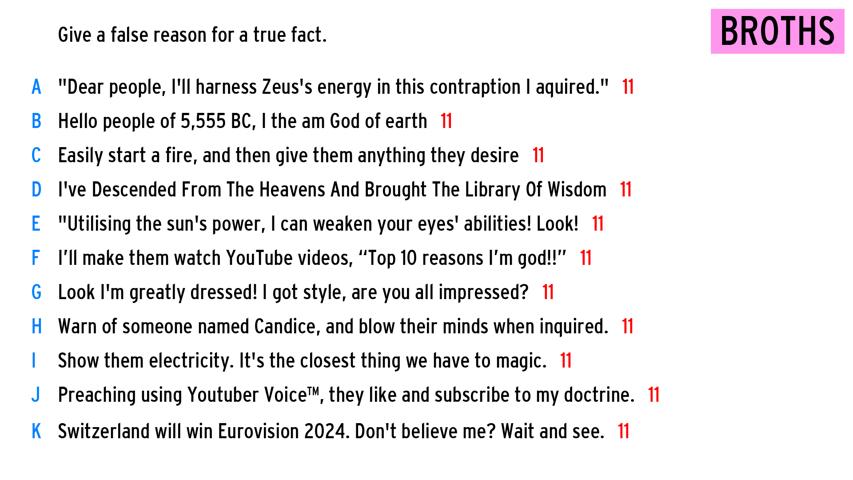 Give a false reason for a true fact.
BROTHS
A "Dear people, I'll harness Zeus's energy in this contraption I aquired." 11
B Hello people of 5,555 BC, I the am God of earth 11
C Easily start a fire, and then give them anything they desire 11
D I've Descended From The Heavens And Brought The Library Of Wisdom 11
E "Utilising the sun's power, I can weaken your eyes' abilities! Look! 11
F I’ll make them watch YouTube videos, “Top 10 reasons I’m god!!” 11
G Look I'm greatly dressed! I got style, are you all impressed? 11
H Warn of someone named Candice, and blow their minds when inquired. 11
I Show them electricity. It's the closest thing we have to magic. 11
J Preaching using Youtuber Voice™, they like and subscribe to my doctrine. 11
K Switzerland will win Eurovision 2024. Don't believe me? Wait and see. 11